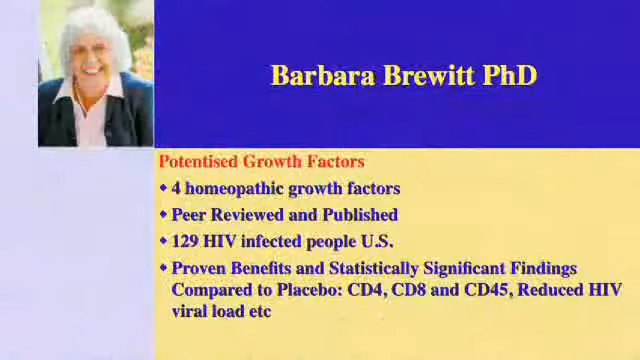 Barbara Brewitt PhD
Potentised Growth Factors
◆ 4 homeopathic growth factors
◆ Peer Reviewed and Published
◆ 129 HIV infected people U.S.
◆ Proven Benefits and Statistically Significant Findings
Compared to Placebo: CD4, CD8 and CD45, Reduced HIV
viral load etc